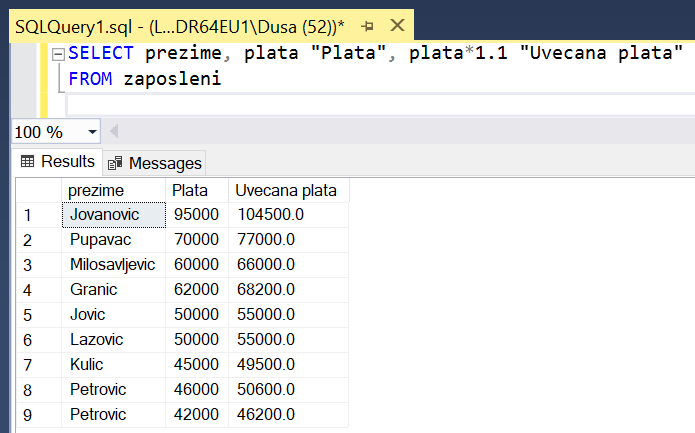 SQLQuery1.sql - (L...DR64EU1\Dusa (52))*
SELECT prezime, plata "Plata", plata*1.1 "Uvecana plata"
FROM zaposleni
100 %
Results Messages
prezime Plata Uvecana plata
1 Jovanovic 95000 104500.0
2 Pupavac 70000 77000.0
3 Milosavljevic 60000 66000.0
4 Granic 62000 68200.0
5 Jovic 50000 55000.0
6 Lazovic 50000 55000.0
7 Kulic 45000 49500.0
8 Petrovic 46000 50600.0
9 Petrovic 42000 46200.0